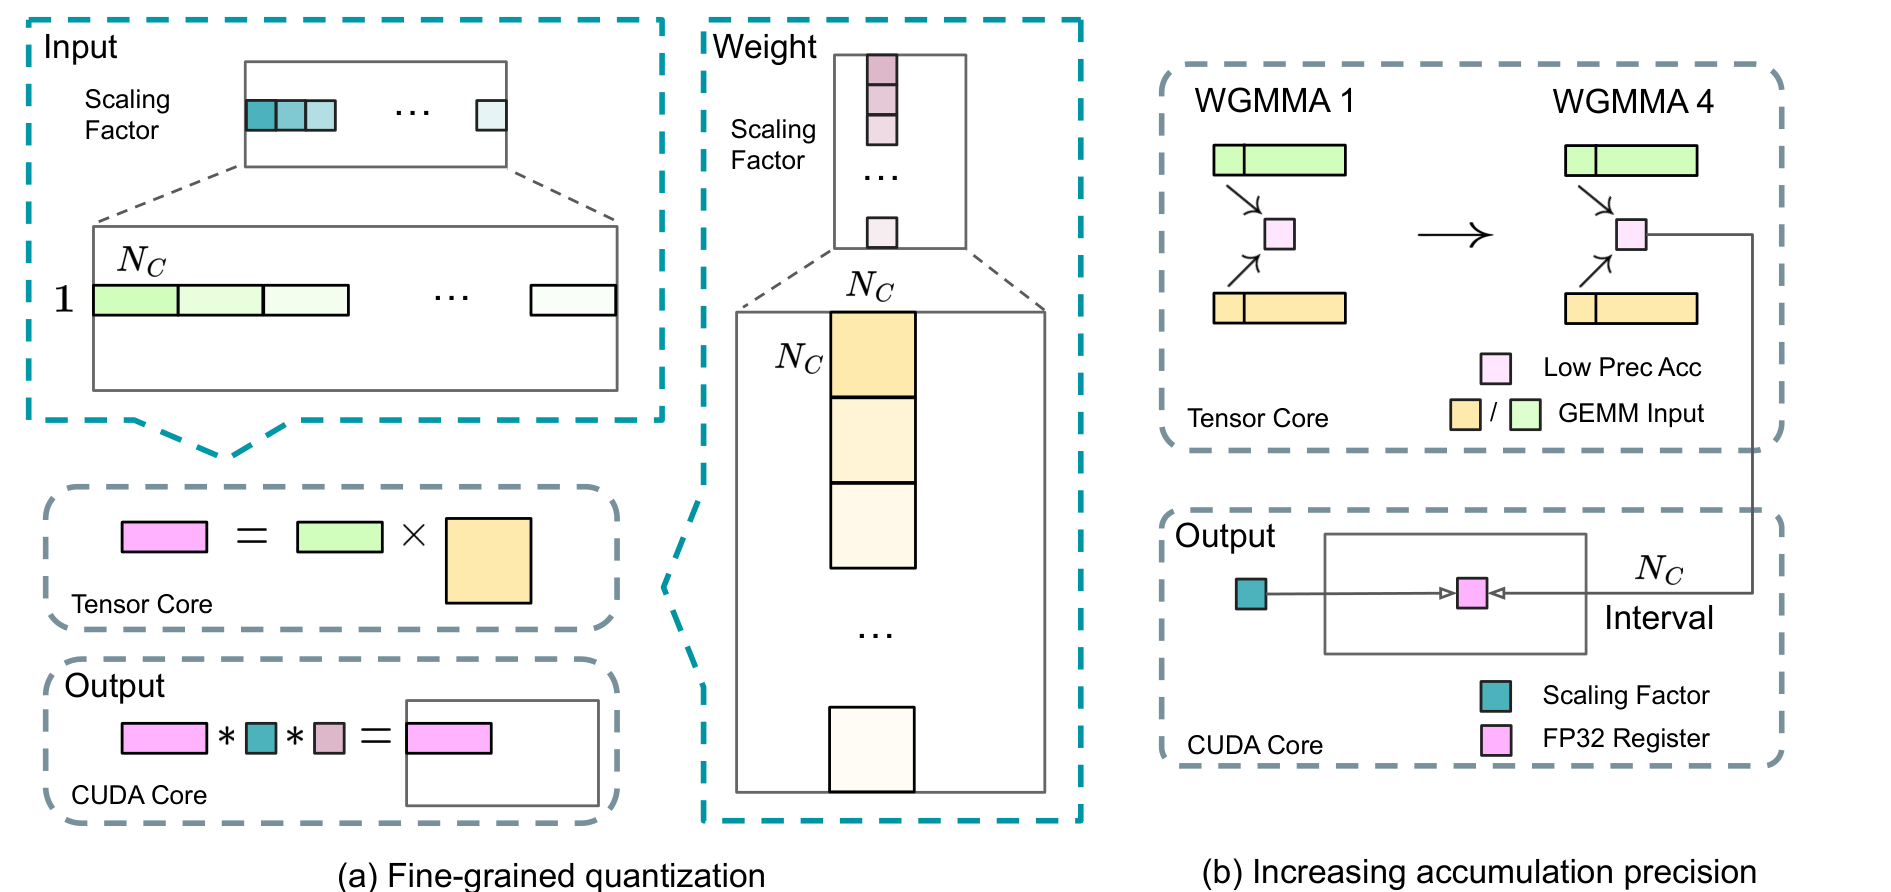 Input
Scaling
Factor
...
N_C
1
...
=
×
Tensor Core
Output
*
*
=
CUDA Core
Weight
Scaling
Factor
...
N_C
N_C
...
(a) Fine-grained quantization
WGMMA 1
WGMMA 4
Low Prec Acc
/
GEMM Input
Tensor Core
Output
N_C
Interval
Scaling Factor
FP32 Register
CUDA Core
(b) Increasing accumulation precision